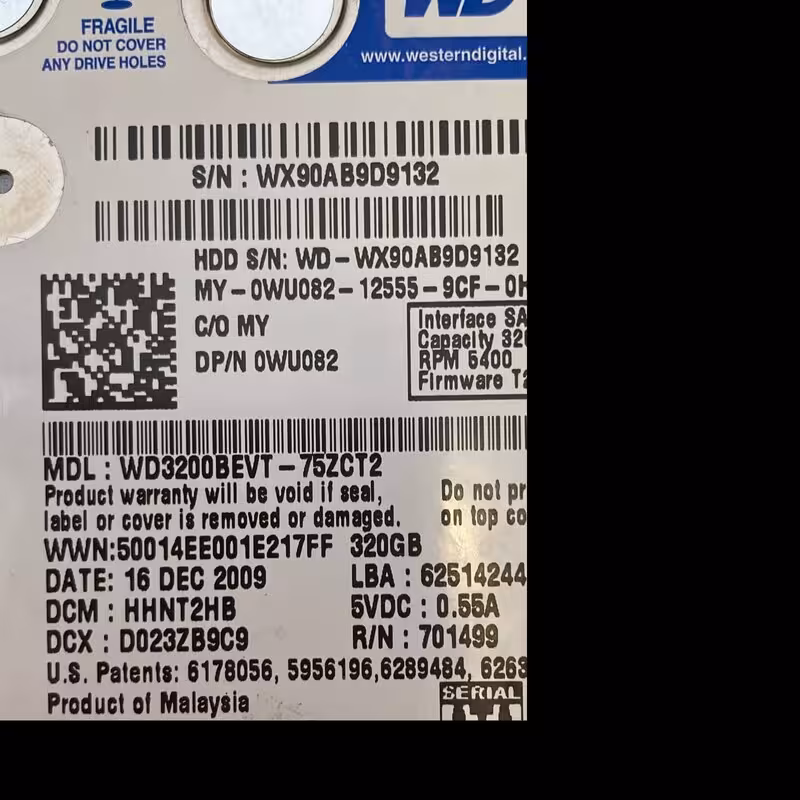 FRAGILE
DO NOT COVER
ANY DRIVE HOLES
WD
www.westerndigital.
S/N : WX90AB9D9132
HDD S/N: WD-WX90AB9D9132
MY-0WU082-12555-9CF-0H
C/O MY
DP/N 0WU082
Interface SA
Capacity 320
RPM 5400
Firmware T2
MDL : WD3200BEVT-75ZCT2
Product warranty will be void if seal,
label or cover is removed or damaged.
Do not pr
on top co
WWN:50014EE001E217FF 320GB
DATE: 16 DEC 2009
LBA : 62514244
DCM : HHNT2HB
5VDC : 0.55A
DCX : D023ZB9C9
R/N : 701499
U.S. Patents: 6178056, 5956196,6289484, 6263
Product of Malaysia
SERIAL